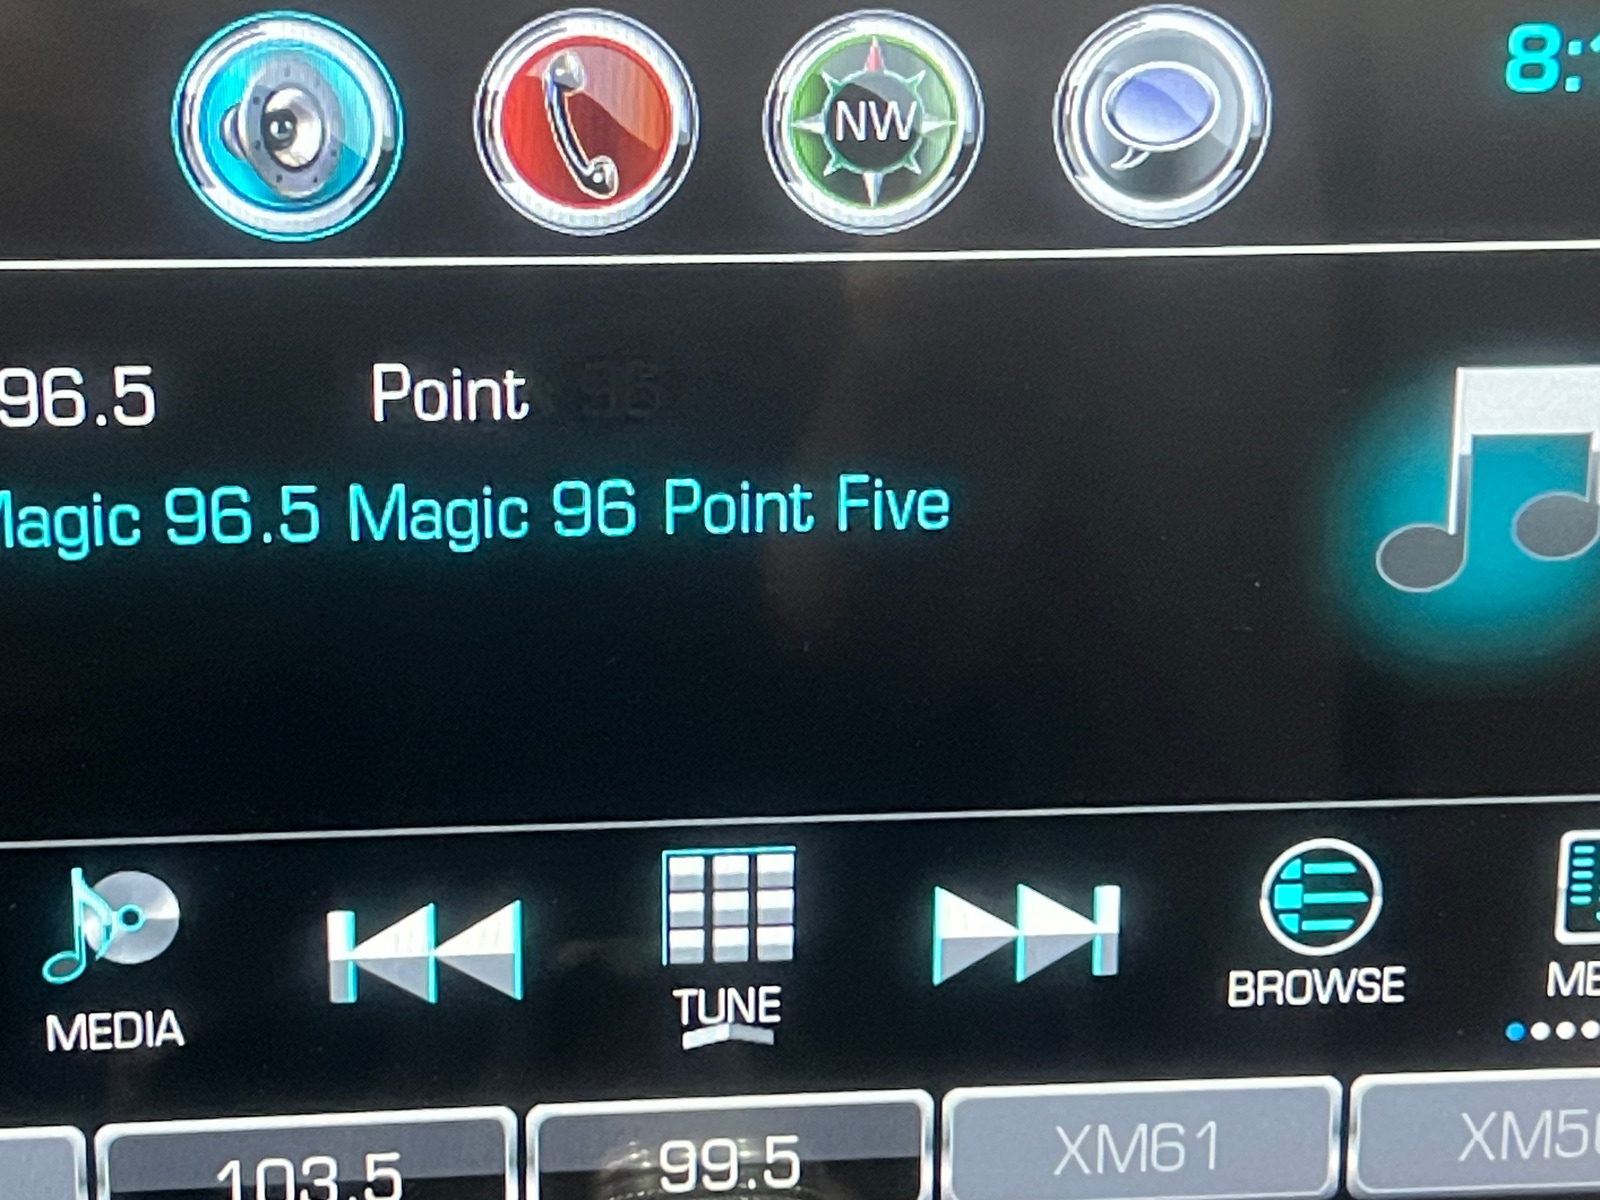 NW
8:
96.5 Point
Magic 96.5 Magic 96 Point Five
MEDIA
TUNE
BROWSE
103.5
99.5
XM61